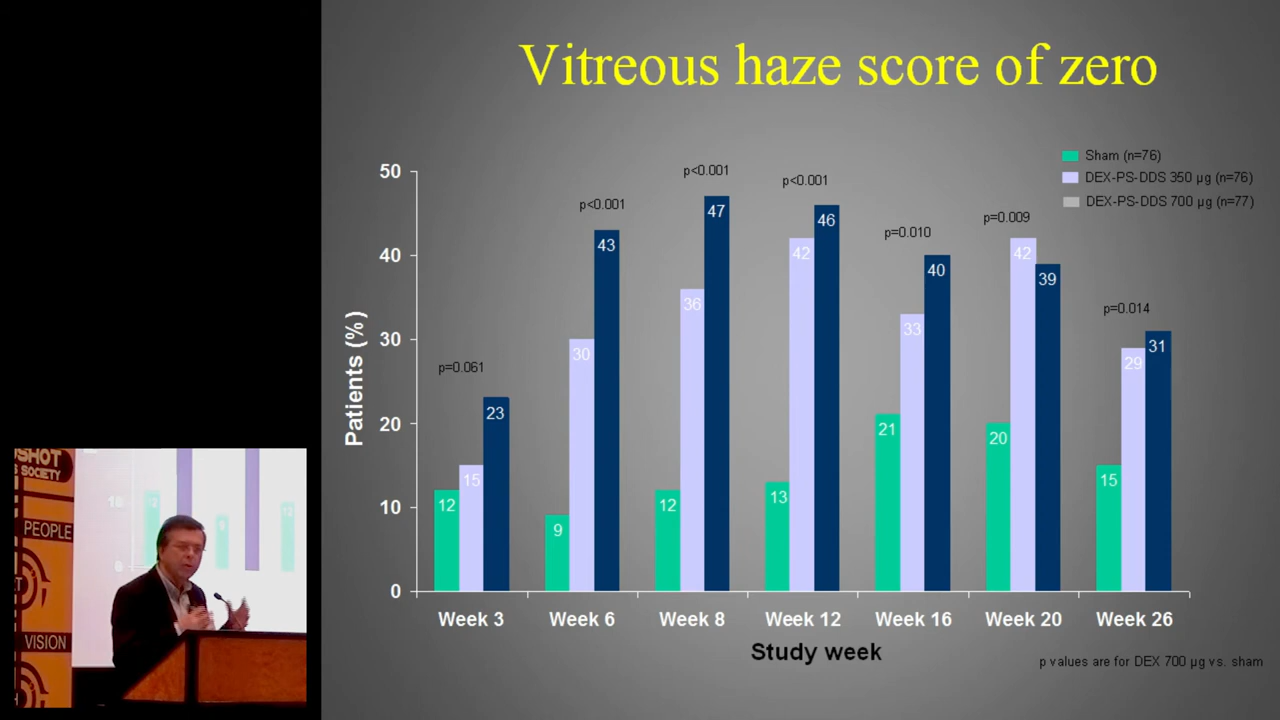 Vitreous haze score of zero
Sham (n=76)
DEX-PS-DDS 350 µg (n=76)
DEX-PS-DDS 700 µg (n=77)
Patients (%)
50
40
30
20
10
0
p=0.061
12
15
23
Week 3
p<0.001
9
30
43
Week 6
p<0.001
12
36
47
Week 8
p<0.001
13
42
46
Week 12
p=0.010
21
33
40
Week 16
p=0.009
20
42
39
Week 20
p=0.014
15
29
31
Week 26
Study week
p values are for DEX 700 µg vs. sham
SOCIETY
PEOPLE
VISION
10
0